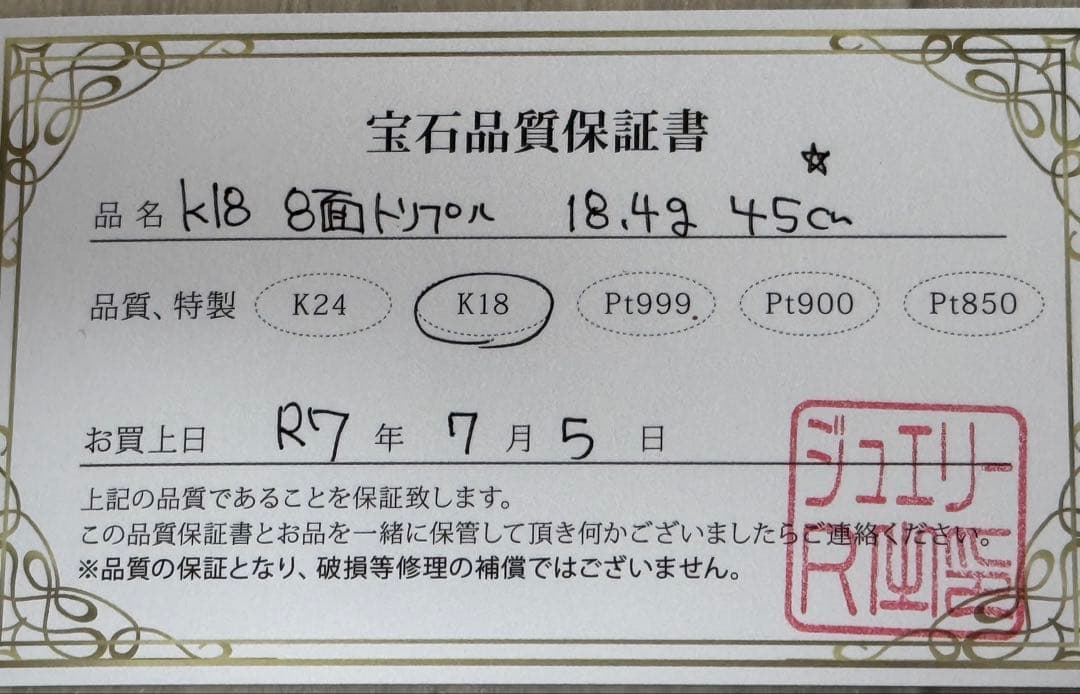 宝石品質保証書
☆
品名 K18 8面トリプル 18.4g 45cm
品質、特製 K24 K18 Pt999 Pt900 Pt850
お買上日 R7年 7月 5日
上記の品質であることを保証致します。
この品質保証書とお品を一緒に保管して頂き何かございましたらご連絡ください。
※品質の保証となり、破損等修理の補償ではございません。
ジュエリー
R